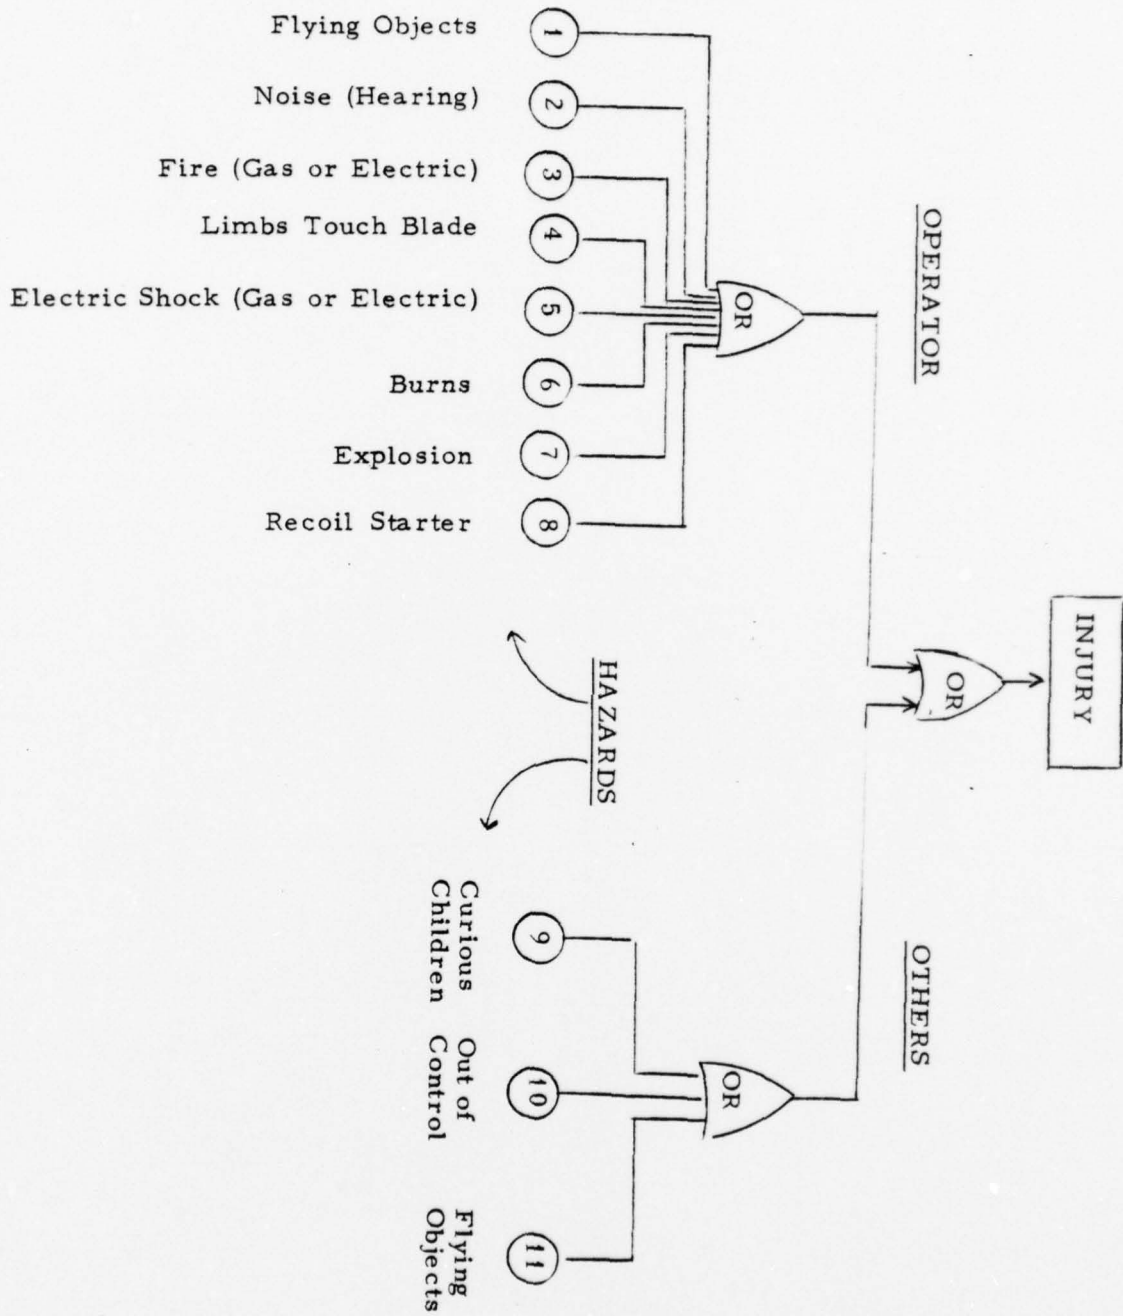 INJURY
OR
OPERATOR
OTHERS
OR
OR
HAZARDS
1
Flying Objects
2
Noise (Hearing)
3
Fire (Gas or Electric)
4
Limbs Touch Blade
5
Electric Shock (Gas or Electric)
6
Burns
7
Explosion
8
Recoil Starter
9
Curious
Children
10
Out of
Control
11
Flying
Objects